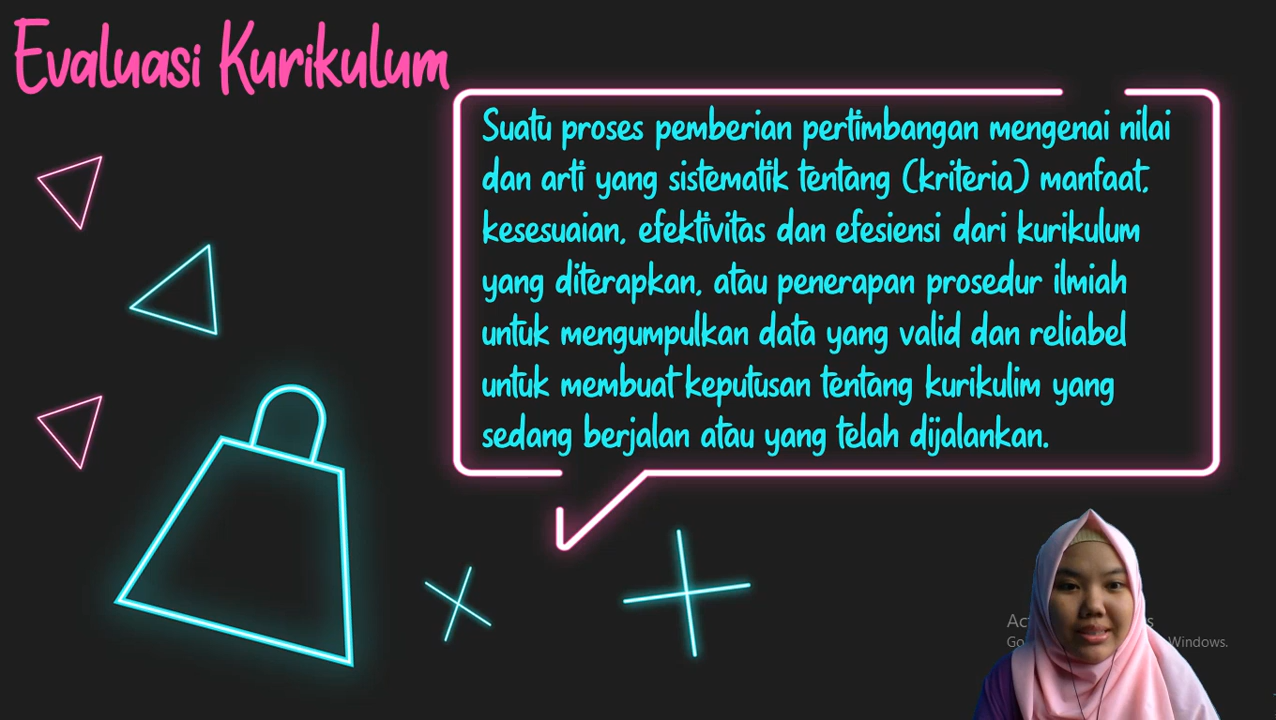 Evaluasi Kurikulum
Suatu proses pemberian pertimbangan mengenai nilai
dan arti yang sistematik tentang (kriteria) manfaat,
kesesuaian, efektivitas dan efesiensi dari kurikulum
yang diterapkan, atau penerapan prosedur ilmiah
untuk mengumpulkan data yang valid dan reliabel
untuk membuat keputusan tentang kurikulim yang
sedang berjalan atau yang telah dijalankan.
Windows.